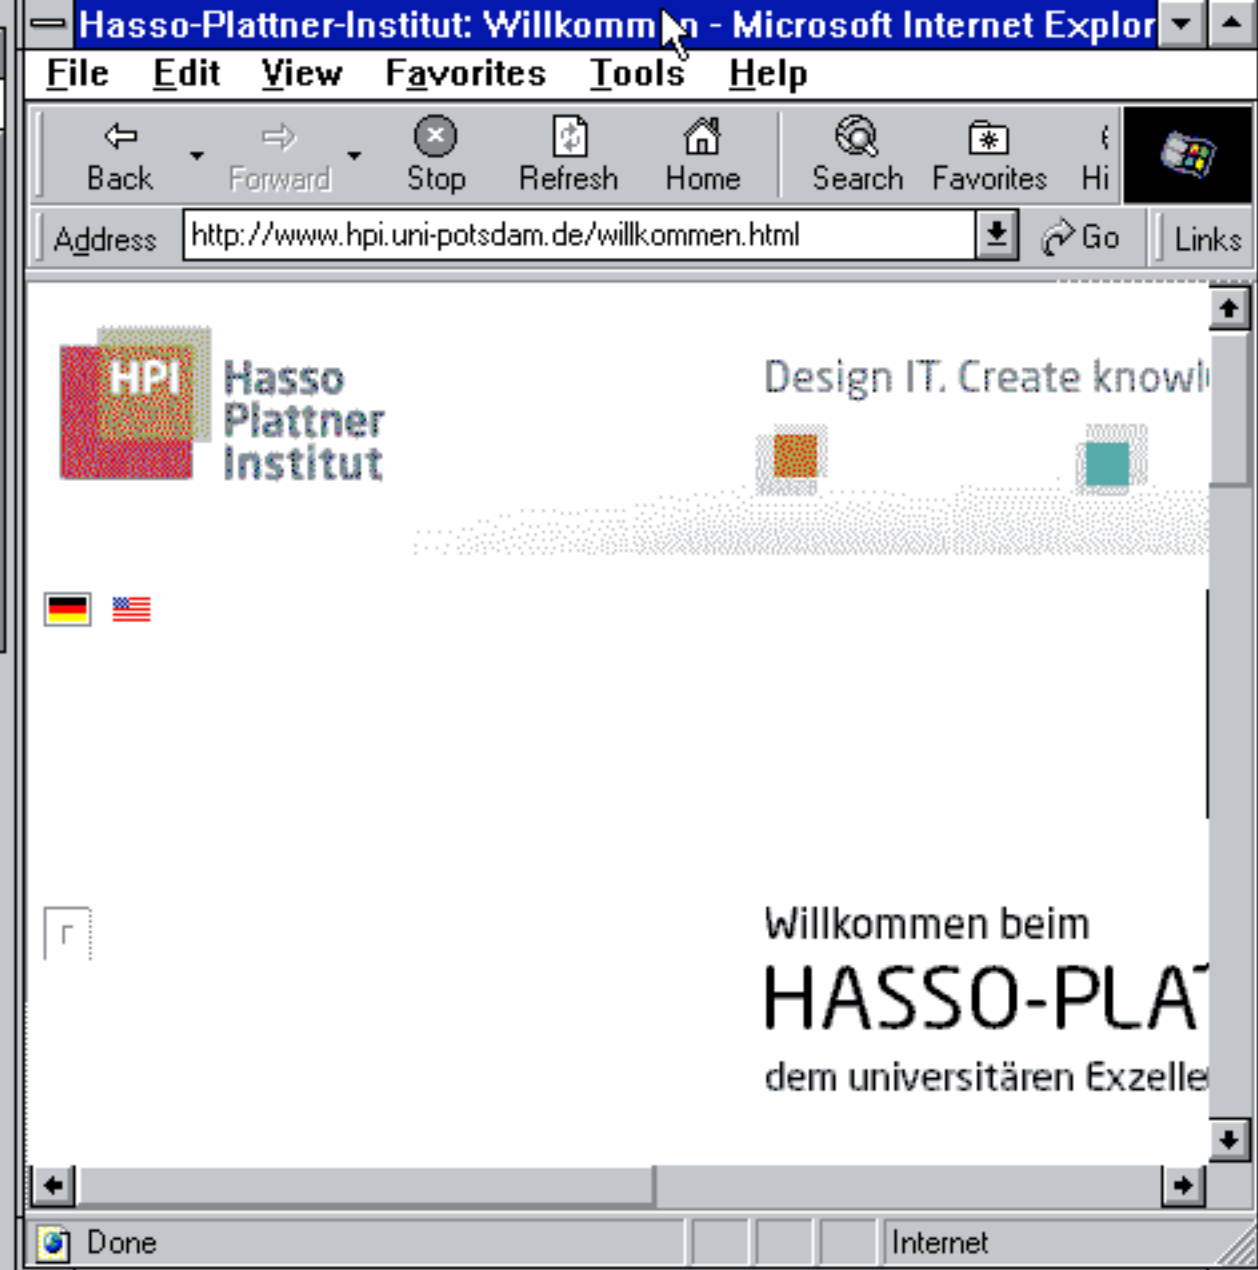 Hasso-Plattner-Institut: Willkomm n - Microsoft Internet Explor
File Edit View Favorites Tools Help
Back Forward Stop Refresh Home Search Favorites Hi
Address http://www.hpi.uni-potsdam.de/willkommen.html Go Links
HPI Hasso
Plattner
Institut
Design IT. Create knowl
Willkommen beim
HASSO-PLAT
dem universitären Exzelle
Done Internet